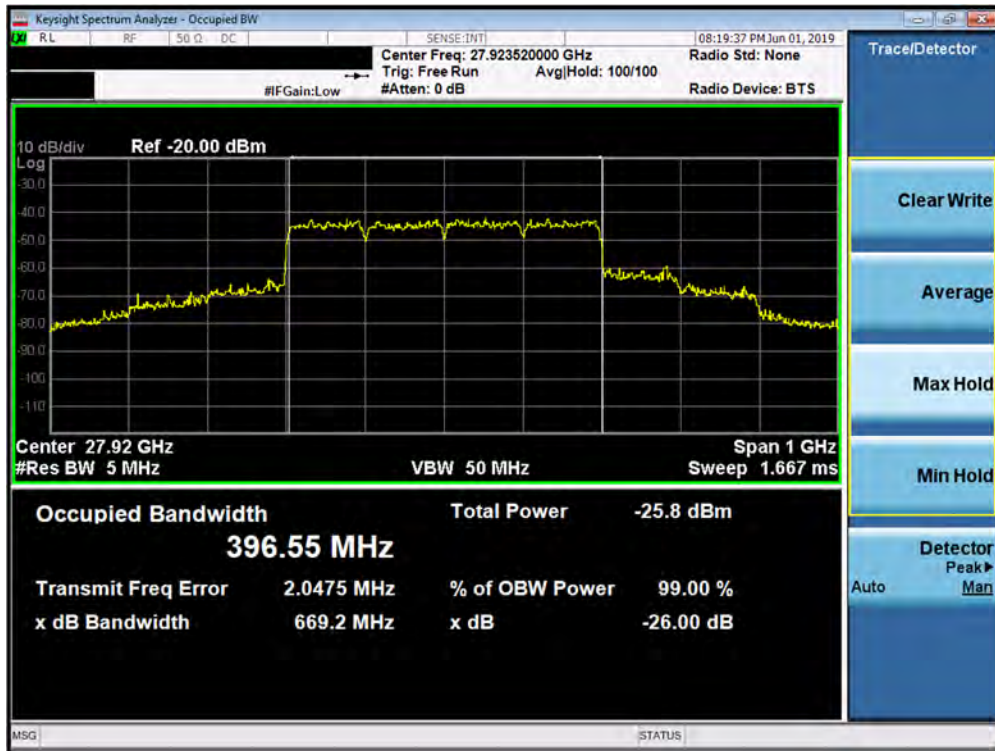 Keysight Spectrum Analyzer - Occupied BW
RL RF 50 Ω DC SENSE:INT 08:19:37 PM Jun 01, 2019
Center Freq: 27.923520000 GHz Radio Std: None
Trig: Free Run Avg|Hold: 100/100
#IFGain:Low #Atten: 0 dB Radio Device: BTS
Trace/Detector
10 dB/div Ref -20.00 dBm
Log
-30.0
-40.0
-50.0
-60.0
-70.0
-80.0
-90.0
-100
-110
Center 27.92 GHz Span 1 GHz
#Res BW 5 MHz VBW 50 MHz Sweep 1.667 ms
Occupied Bandwidth Total Power -25.8 dBm
396.55 MHz
Transmit Freq Error 2.0475 MHz % of OBW Power 99.00 %
x dB Bandwidth 669.2 MHz x dB -26.00 dB
Clear Write
Average
Max Hold
Min Hold
Detector
Peak▶
Auto Man
MSG STATUS